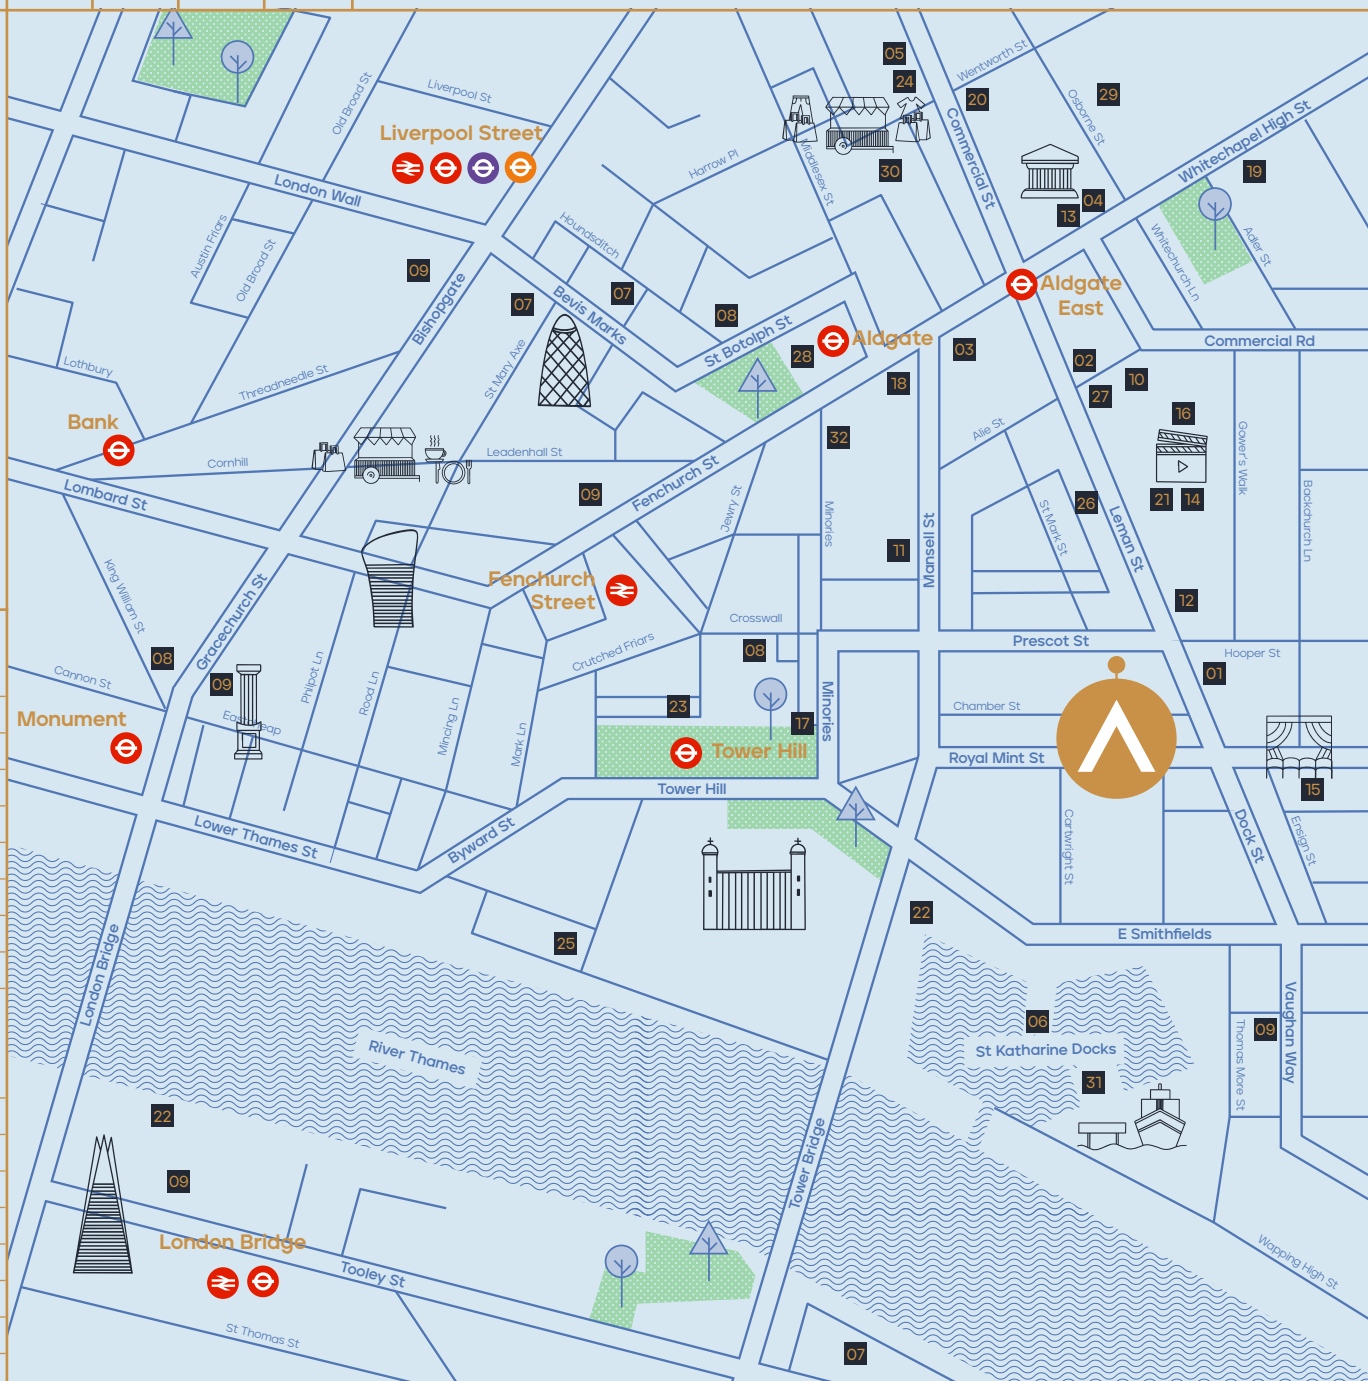 05
24
Wentworth St
Liverpool St
Old Broad St
20
Osborne St
29
Commercial St
Whitechapel High St
Liverpool Street
Harrow Pl
Middlesex St
30
19
London Wall
04
13
Houndsditch
Austin Friars
Old Broad St
Whitechurch Ln
Adler St
09
Bishopgate
07
Bevis Marks
07
08
Aldgate
East
St Botolph St
Aldgate
28
03
Commercial Rd
Lothbury
Threadneedle St
St Mary Axe
18
02
10
27
Bank
Alie St
16
32
Gower's Walk
Cornhill
Leadenhall St
Fenchurch St
Lombard St
09
Jewry St
Minories
21
14
26
Backchurch Ln
St Mark St
Leman St
Mansell St
11
King William St
Fenchurch
Street
12
Gracechurch St
Crosswall
Prescot St
Crutched Friars
08
08
Hooper St
01
Cannon St
09
Philpot Ln
Rood Ln
Mincing Ln
Mark Ln
23
17
Minories
Chamber St
Monument
Eastcheap
Tower Hill
Royal Mint St
Tower Hill
15
Lower Thames St
Byward St
Cartwright St
Dock St
Ensign St
22
E Smithfields
25
London Bridge
06
River Thames
St Katharine Docks
Thomas More St
09
Vaughan Way
31
22
Tower Bridge
09
London Bridge
Tooley St
Wapping High St
St Thomas St
07